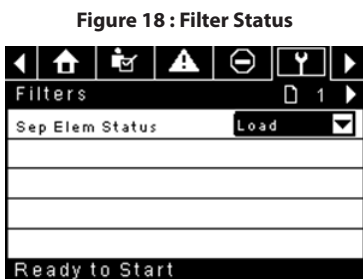 Figure 18 : Filter Status
Filters 1
Sep Elem Status Load
Ready to Start